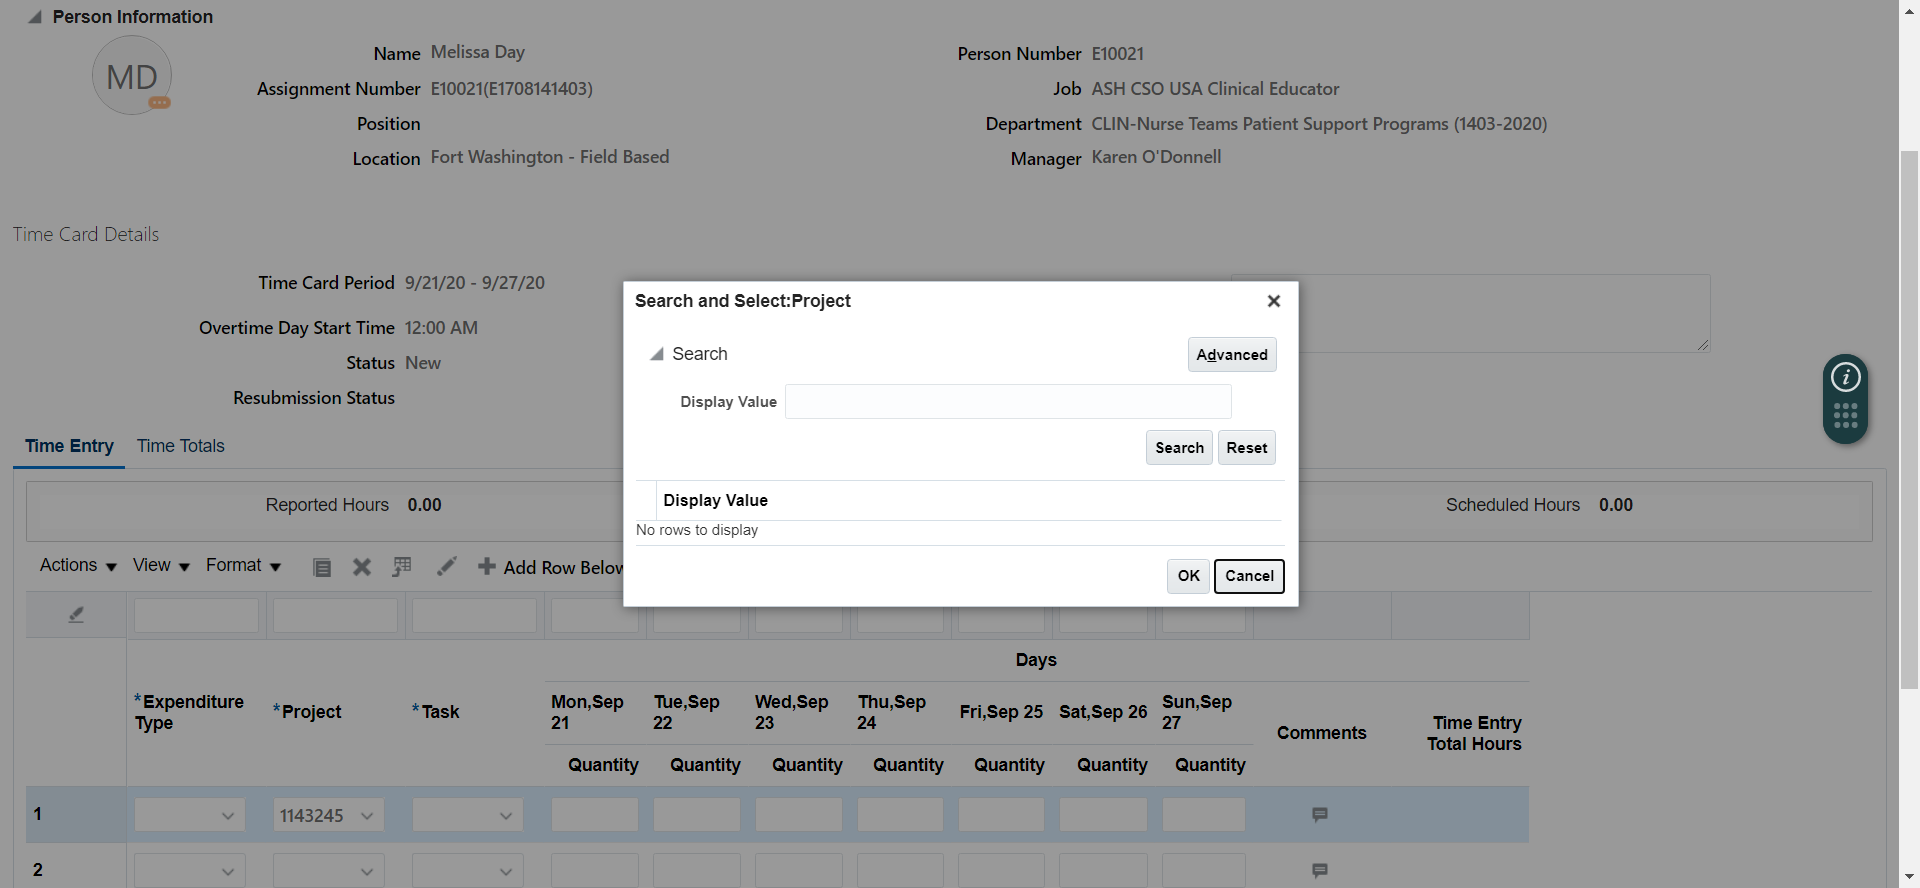 Person Information
MD
Name Melissa Day
Person Number E10021
Assignment Number E10021(E1708141403)
Job ASH CSO USA Clinical Educator
Position
Department CLIN-Nurse Teams Patient Support Programs (1403-2020)
Location Fort Washington - Field Based
Manager Karen O'Donnell
Time Card Details
Time Card Period 9/21/20 - 9/27/20
Overtime Day Start Time 12:00 AM
Status New
Resubmission Status
Search and Select:Project
Search
Advanced
Display Value
Search Reset
Display Value
No rows to display
OK Cancel
Time Entry Time Totals
Reported Hours 0.00
Scheduled Hours 0.00
Actions View Format Add Row Below
Days
*Expenditure Type
*Project
*Task
Mon,Sep 21
Tue,Sep 22
Wed,Sep 23
Thu,Sep 24
Fri,Sep 25
Sat,Sep 26
Sun,Sep 27
Comments
Time Entry Total Hours
Quantity Quantity Quantity Quantity Quantity Quantity Quantity
1 1143245
2